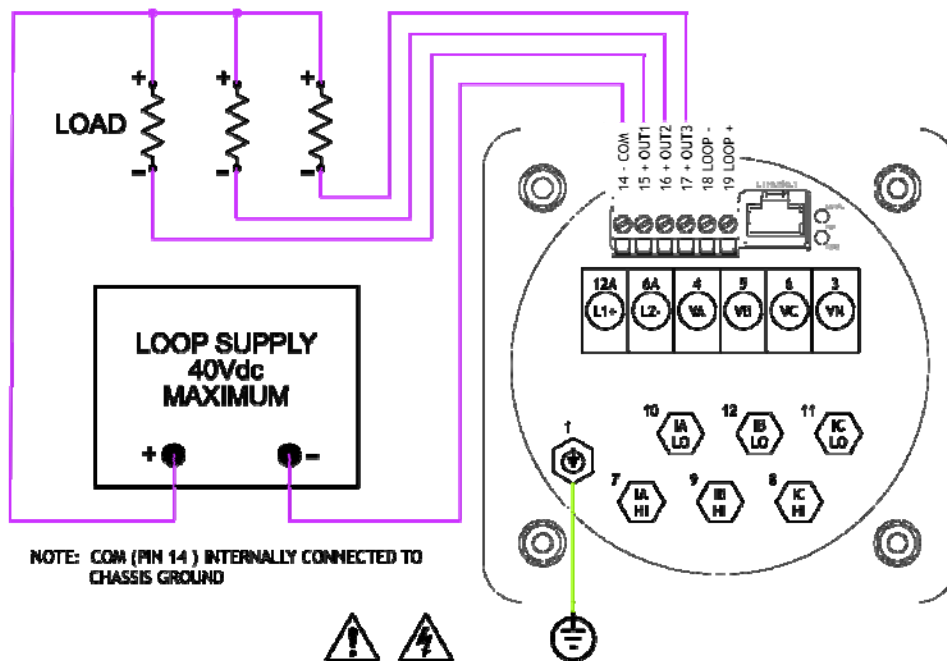 + + +
LOAD
- - -
14 - COM
15 + OUT1
16 + OUT2
17 + OUT3
18 LOOP -
19 LOOP +
12A 6A 4 5 6 3
L1+ L2- VA VB VC VN
LOOP SUPPLY
40Vdc
MAXIMUM
+ -
10 IA LO
12 IB LO
11 IC LO
1
7 IA HI
9 IB HI
8 IC HI
NOTE: COM (PIN 14 ) INTERNALLY CONNECTED TO
CHASSIS GROUND